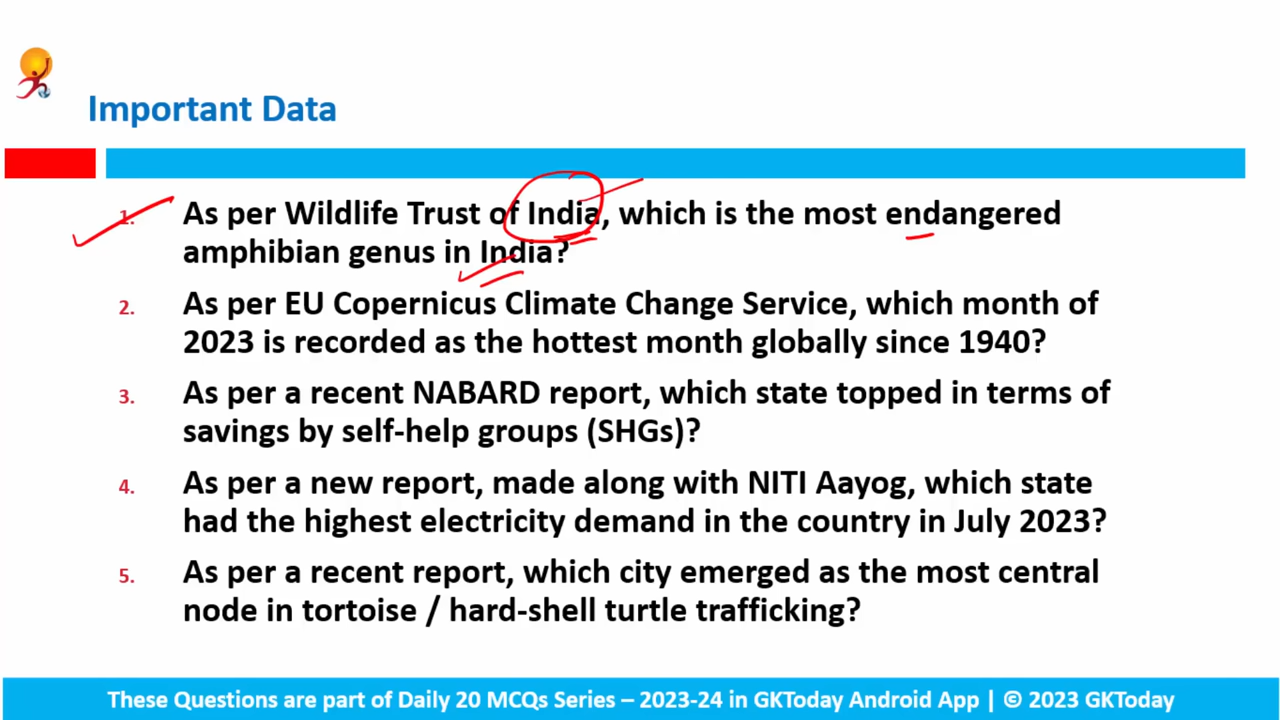 Important Data
1. As per Wildlife Trust of India, which is the most endangered
amphibian genus in India?
2. As per EU Copernicus Climate Change Service, which month of
2023 is recorded as the hottest month globally since 1940?
3. As per a recent NABARD report, which state topped in terms of
savings by self-help groups (SHGs)?
4. As per a new report, made along with NITI Aayog, which state
had the highest electricity demand in the country in July 2023?
5. As per a recent report, which city emerged as the most central
node in tortoise / hard-shell turtle trafficking?
These Questions are part of Daily 20 MCQs Series – 2023-24 in GKToday Android App | © 2023 GKToday